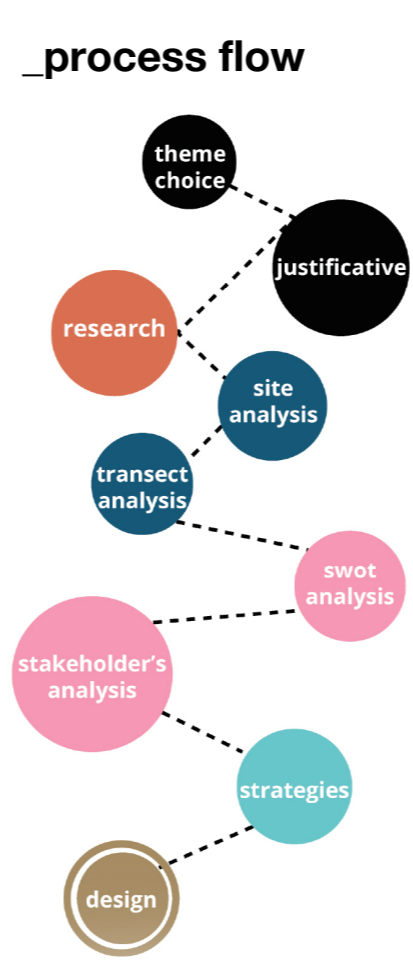 _process flow
theme
choice
justificative
research
site
analysis
transect
analysis
swot
analysis
stakeholder’s
analysis
strategies
design